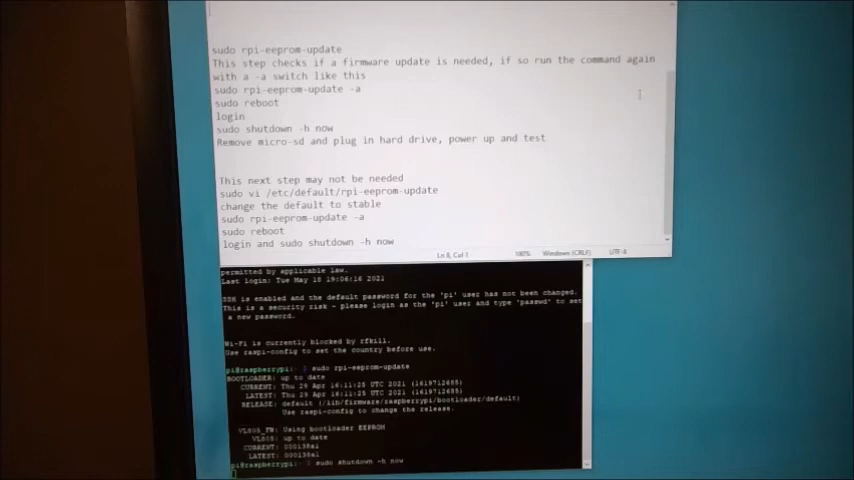 sudo rpi-eeprom-update
This step checks if a firmware update is needed, if so run the command again
with a -a switch like this
sudo rpi-eeprom-update -a
sudo reboot
login
sudo shutdown -h now
Remove micro-sd and plug in hard drive, power up and test
This next step may not be needed
sudo vi /etc/default/rpi-eeprom-update
change the default to stable
sudo rpi-eeprom-update -a
sudo reboot
login and sudo shutdown -h now
Ln 8, Col 1 100% Windows (CRLF) UTF-8
permitted by applicable law.
Last login: Tue May 18 19:06:16 2021
SSH is enabled and the default password for the 'pi' user has not been changed.
This is a security risk - please login as the 'pi' user and type 'passwd' to set
a new password.
Wi-Fi is currently blocked by rfkill.
Use raspi-config to set the country before use.
pi@raspberrypi: sudo rpi-eeprom-update
BOOTLOADER: up to date
CURRENT: Thu 29 Apr 16:11:25 UTC 2021 (1619712685)
LATEST: Thu 29 Apr 16:11:25 UTC 2021 (1619712685)
RELEASE: default (/lib/firmware/raspberrypi/bootloader/default)
Use raspi-config to change the release.
VL805_FW: Using bootloader EEPROM
VL805: up to date
CURRENT: 000138a1
LATEST: 000138a1
pi@raspberrypi: sudo shutdown -h now